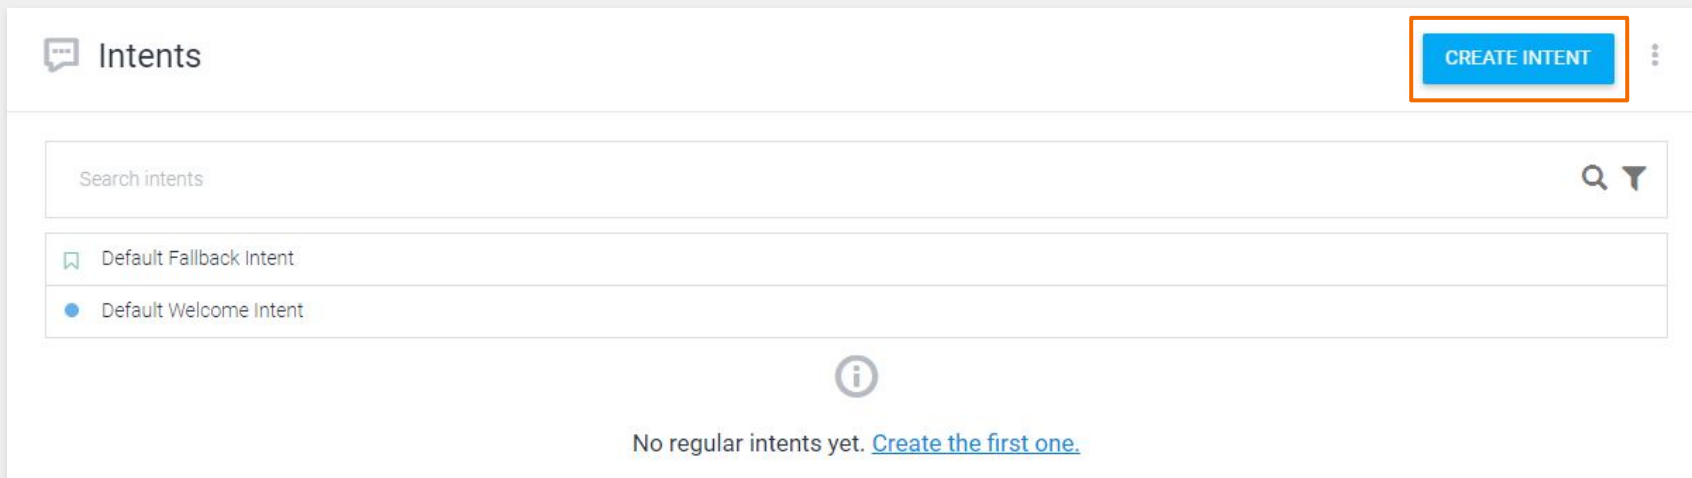 Intents
CREATE INTENT
Search intents
Default Fallback Intent
Default Welcome Intent
No regular intents yet. Create the first one.